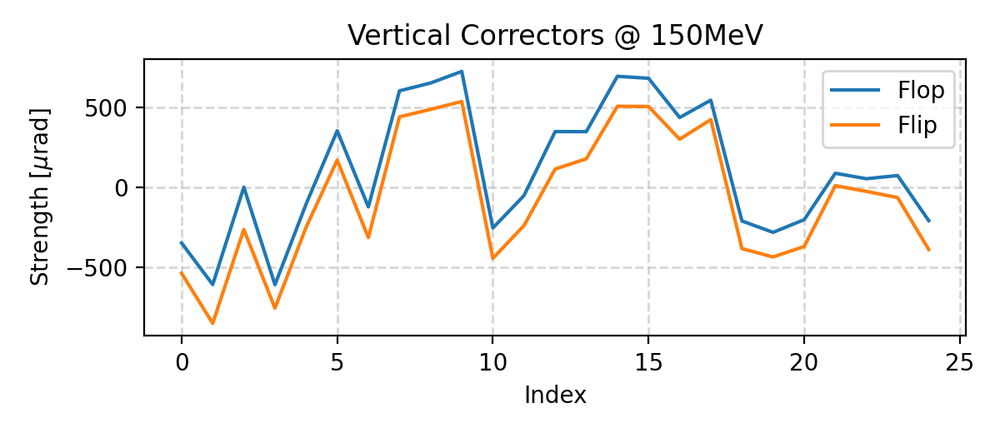 Vertical Correctors @ 150MeV
Strength [μrad]
500
0
−500
Flop
Flip
0 5 10 15 20 25
Index